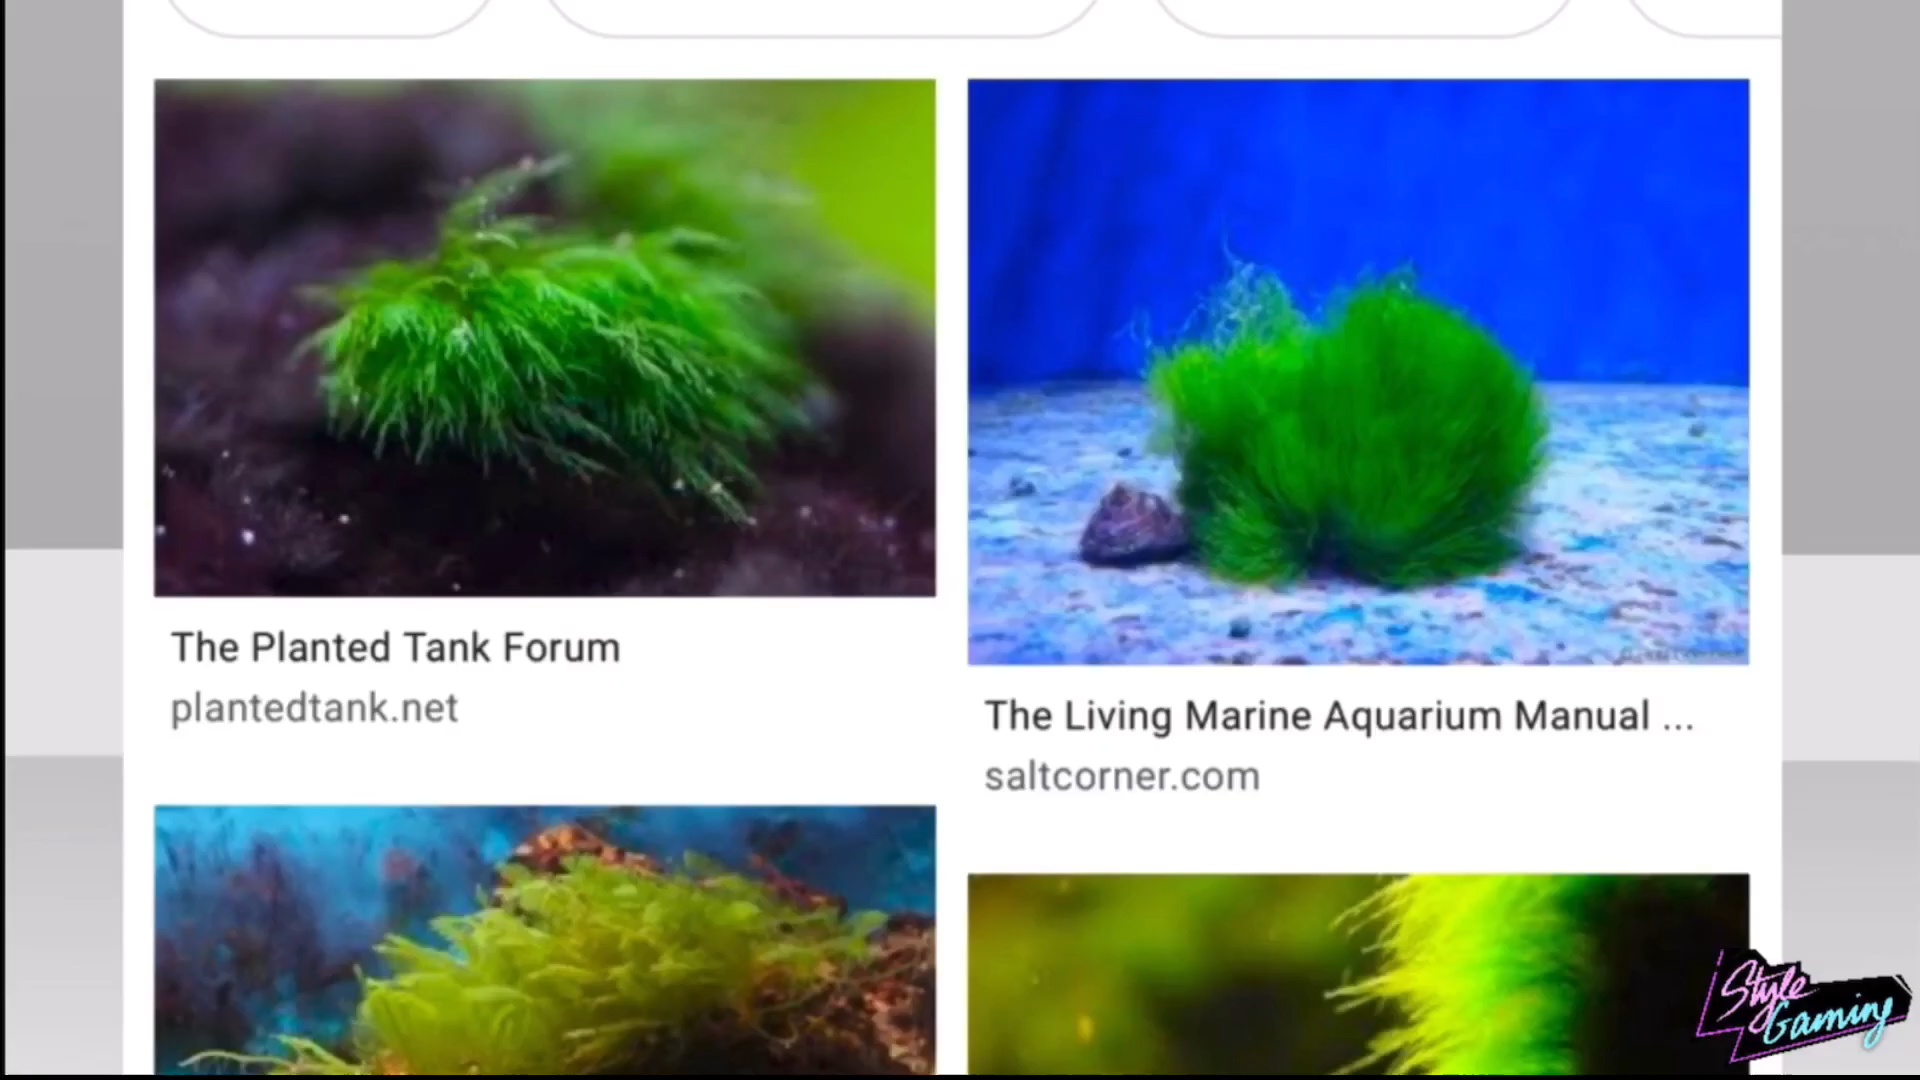 The Planted Tank Forum
plantedtank.net
The Living Marine Aquarium Manual ...
saltcorner.com
Style
Gaming